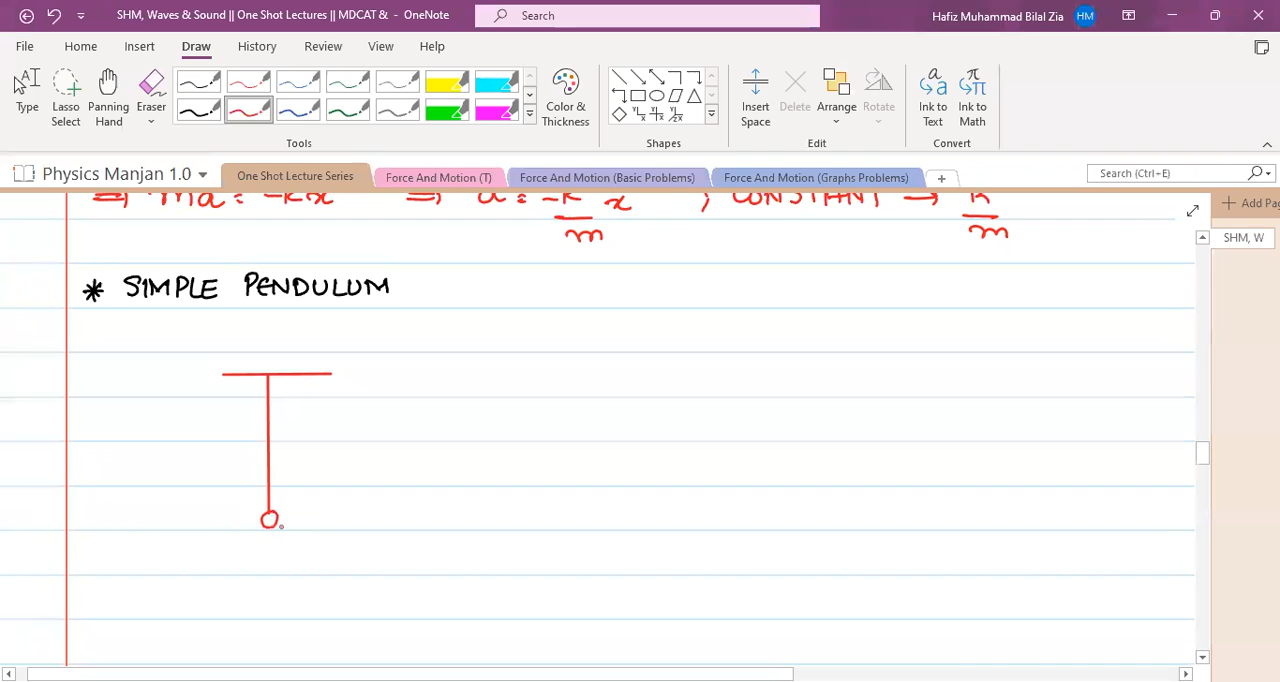 SHM, Waves & Sound || One Shot Lectures || MDCAT & - OneNote
Search
Hafiz Muhammad Bilal Zia
HM
File Home Insert Draw History Review View Help
Type
Lasso Select
Panning Hand
Eraser
Color & Thickness
Insert Space
Delete
Arrange
Rotate
Ink to Text
Ink to Math
Tools
Shapes
Edit
Convert
Physics Manjan 1.0
One Shot Lecture Series
Force And Motion (T)
Force And Motion (Basic Problems)
Force And Motion (Graphs Problems)
Search (Ctrl+E)
Add Pag
SHM, W
⇒ ma = -kx ⇒ a = -k/m x , CONSTANT → k/m
* SIMPLE PENDULUM